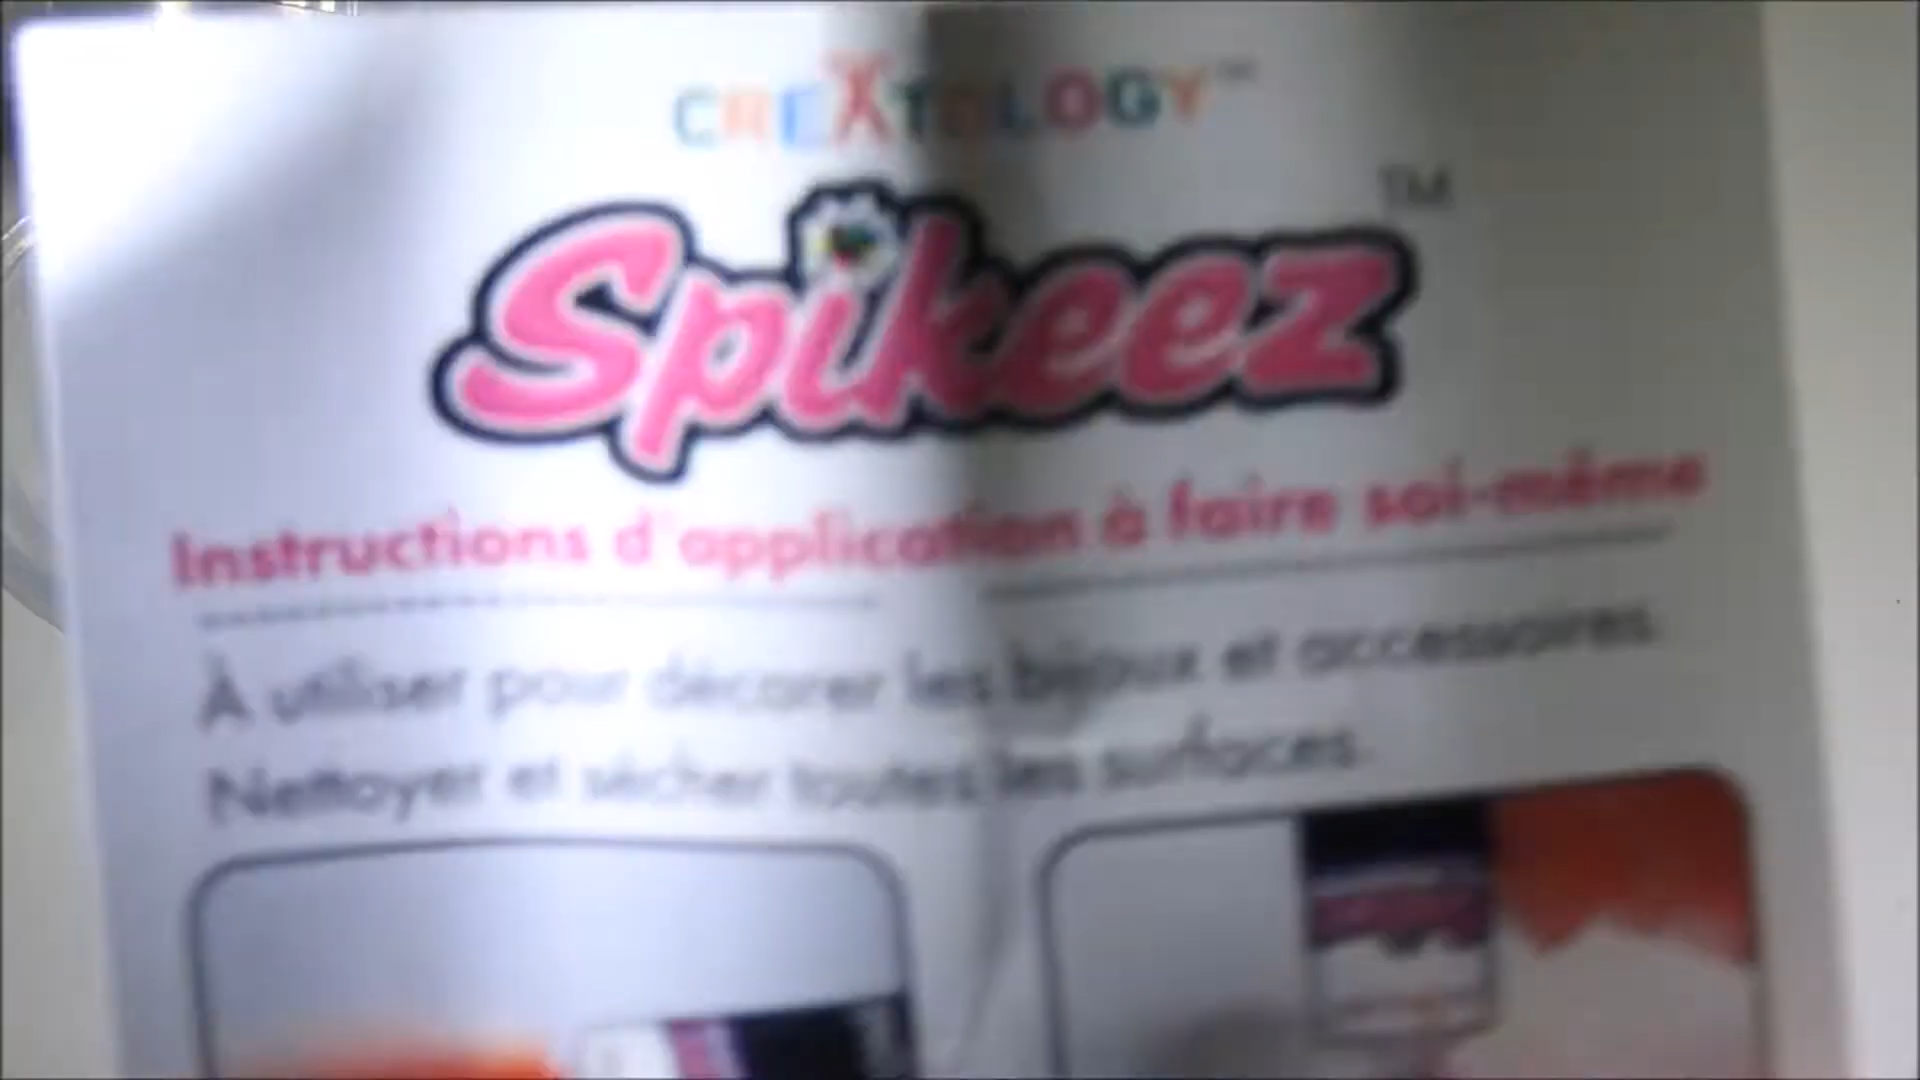 CREATOLOGY™
Spikeez™
Instructions d'application à faire soi-même
À utiliser pour décorer les bijoux et accessoires.
Nettoyer et sécher toutes les surfaces.